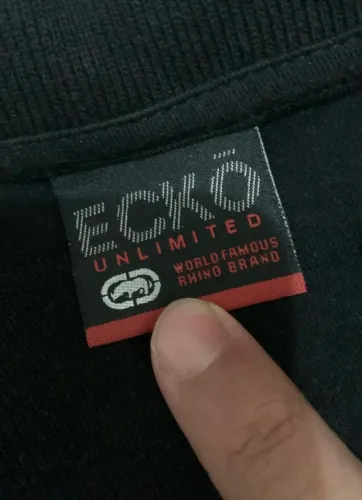 ECKŌ
UNLIMITED
WORLD FAMOUS
RHINO BRAND